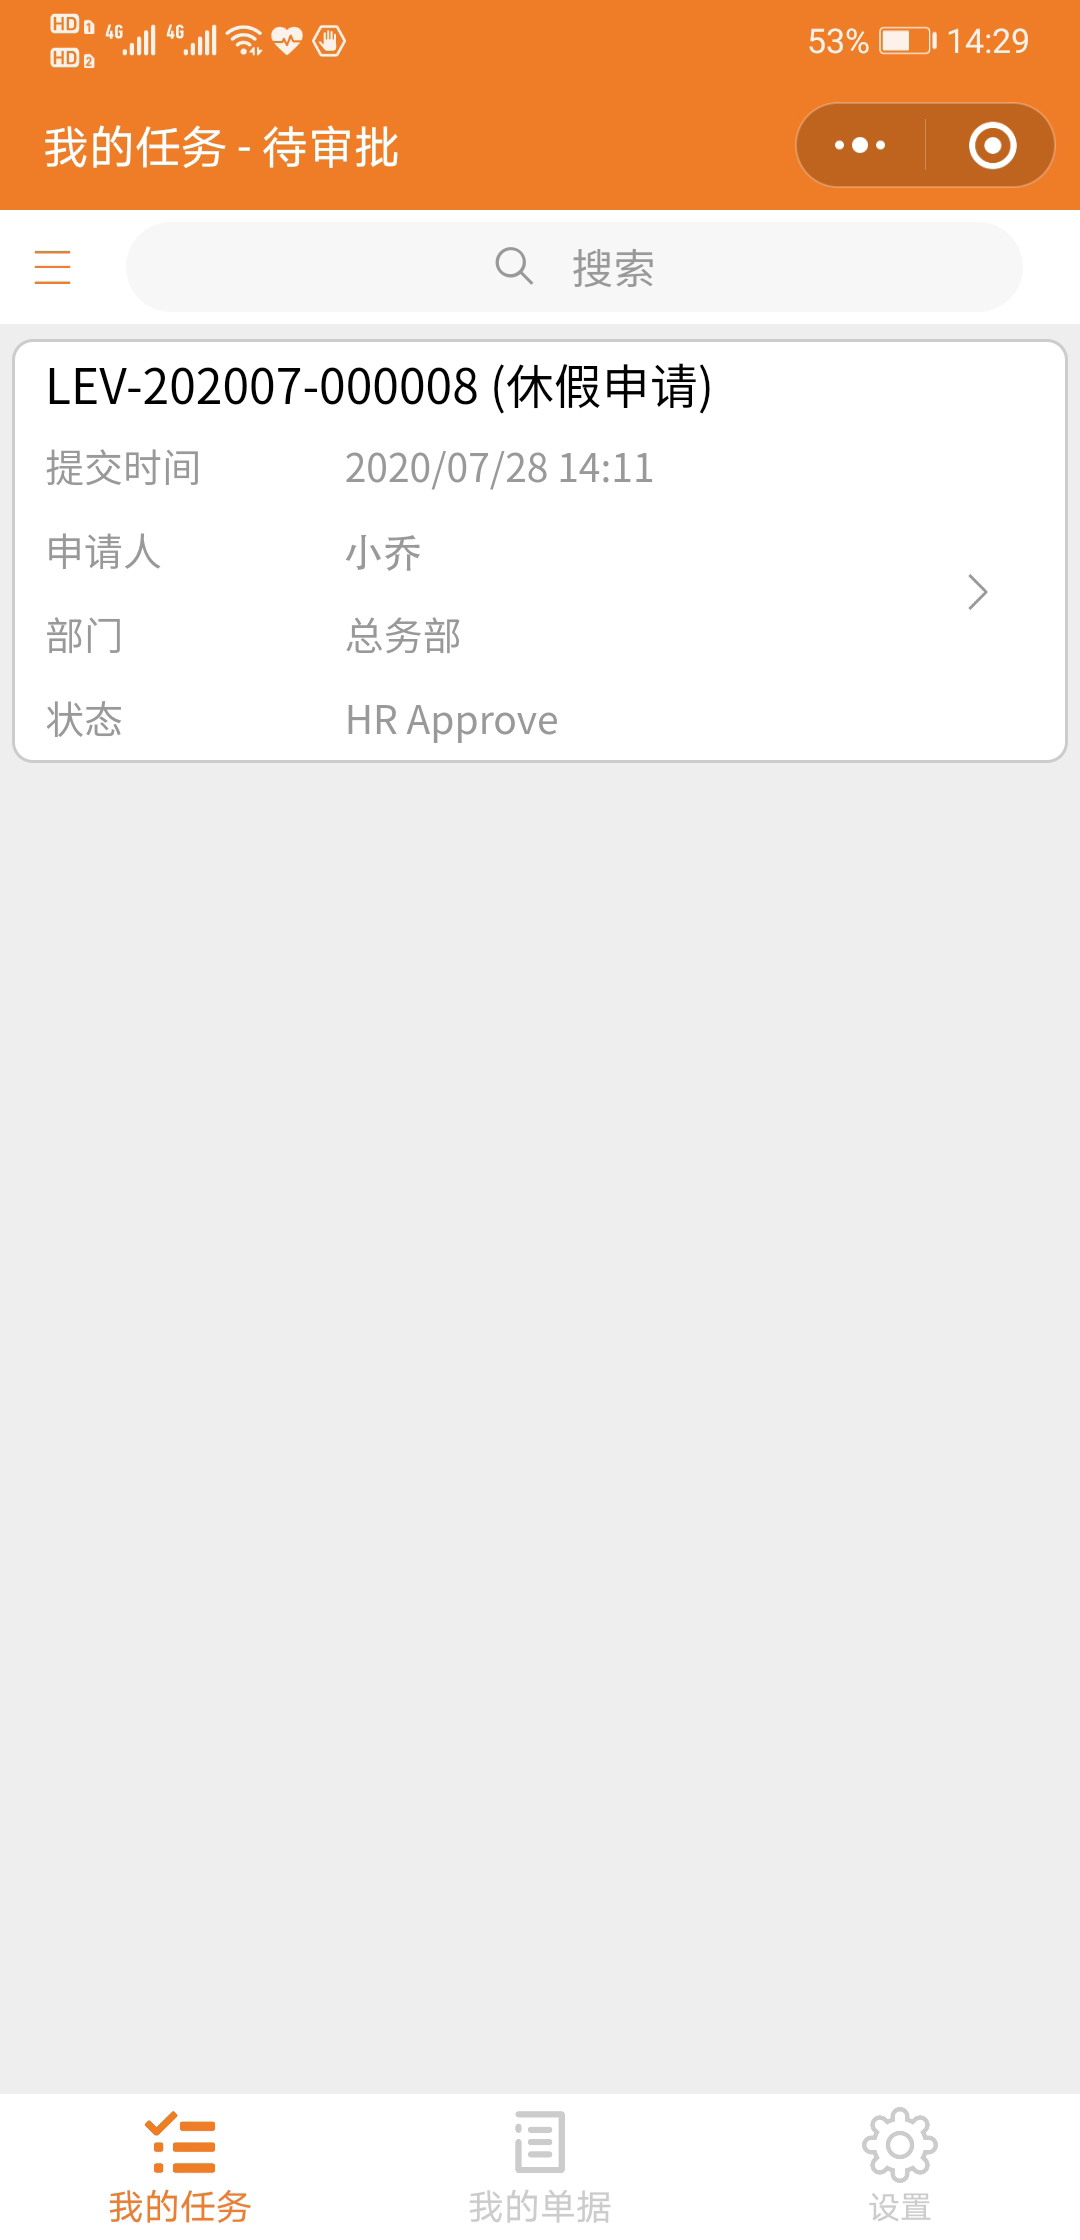 HD 1 4G 4G 53% 14:29
HD 2
我的任务 - 待审批
搜索
LEV-202007-000008 (休假申请)
提交时间 2020/07/28 14:11
申请人 小乔
部门 总务部
状态 HR Approve
我的任务 我的单据 设置